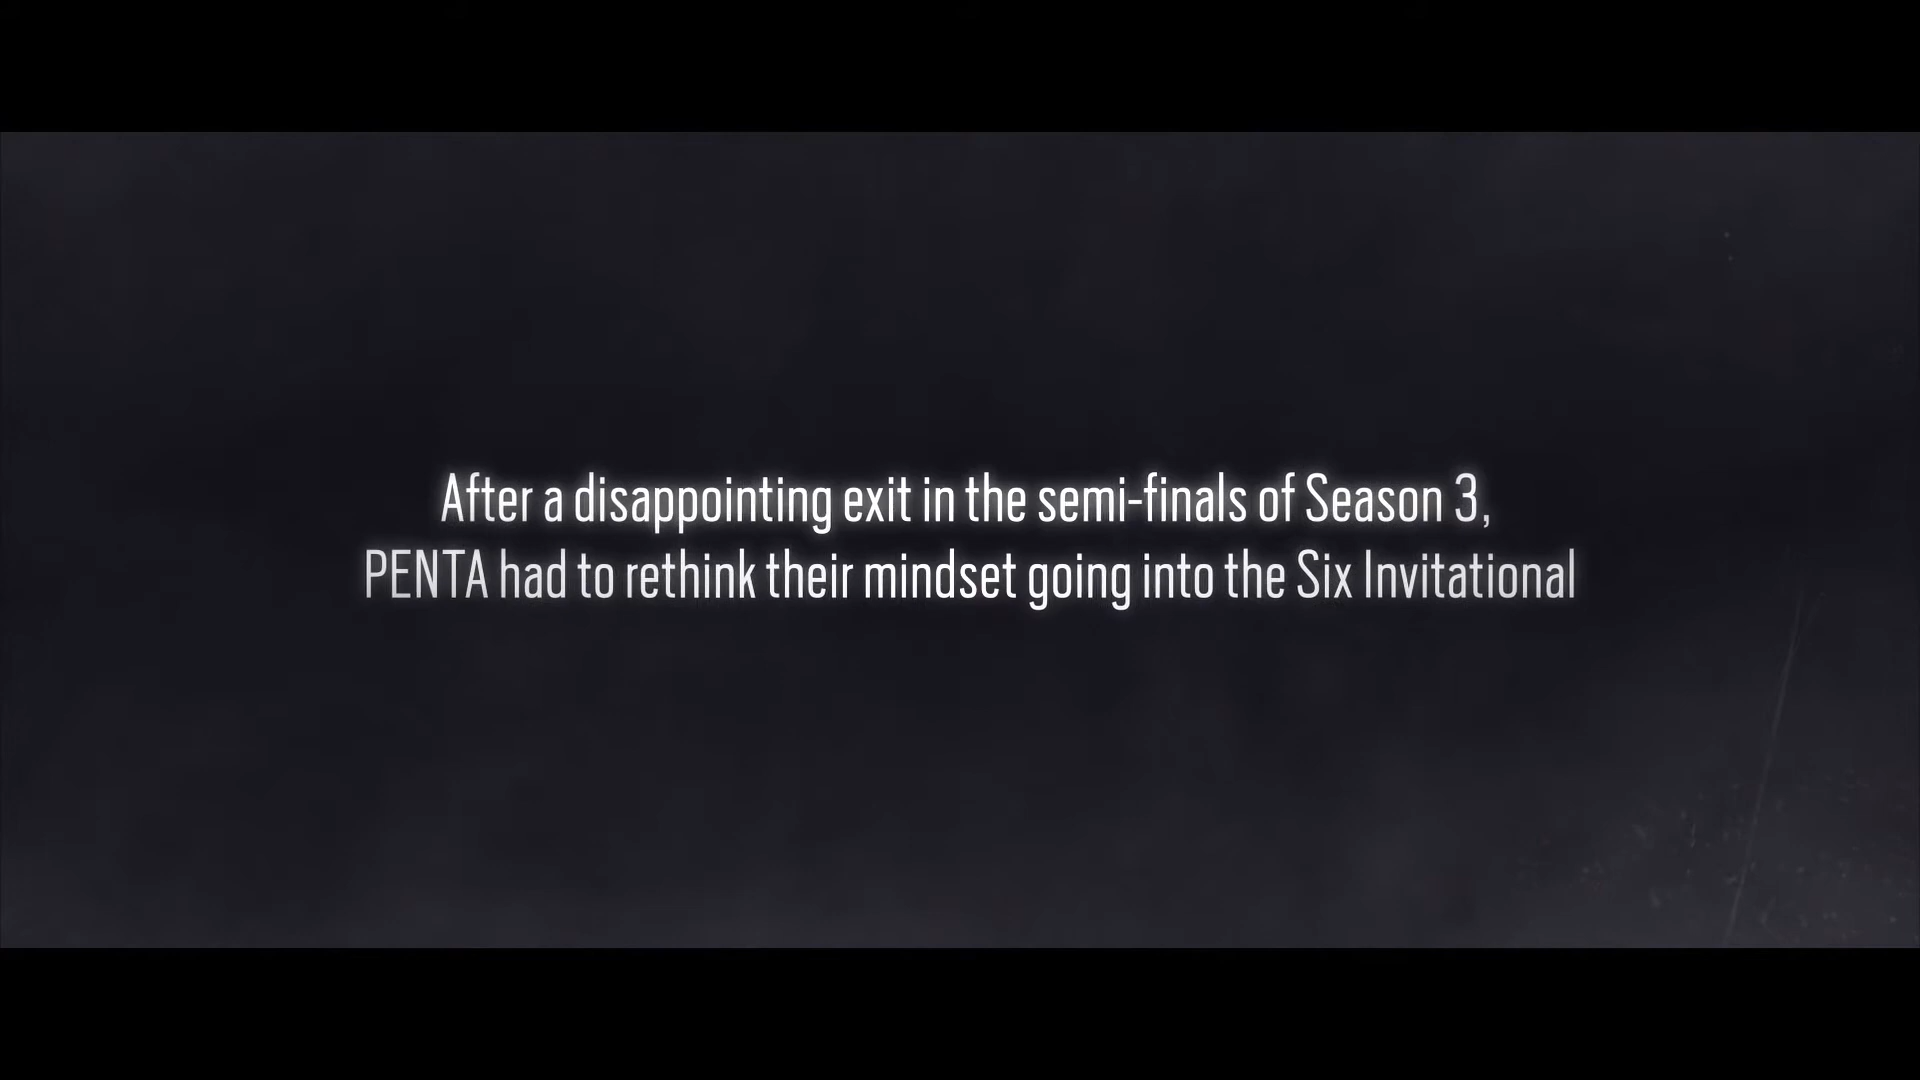 After a disappointing exit in the semi-finals of Season 3,
PENTA had to rethink their mindset going into the Six Invitational